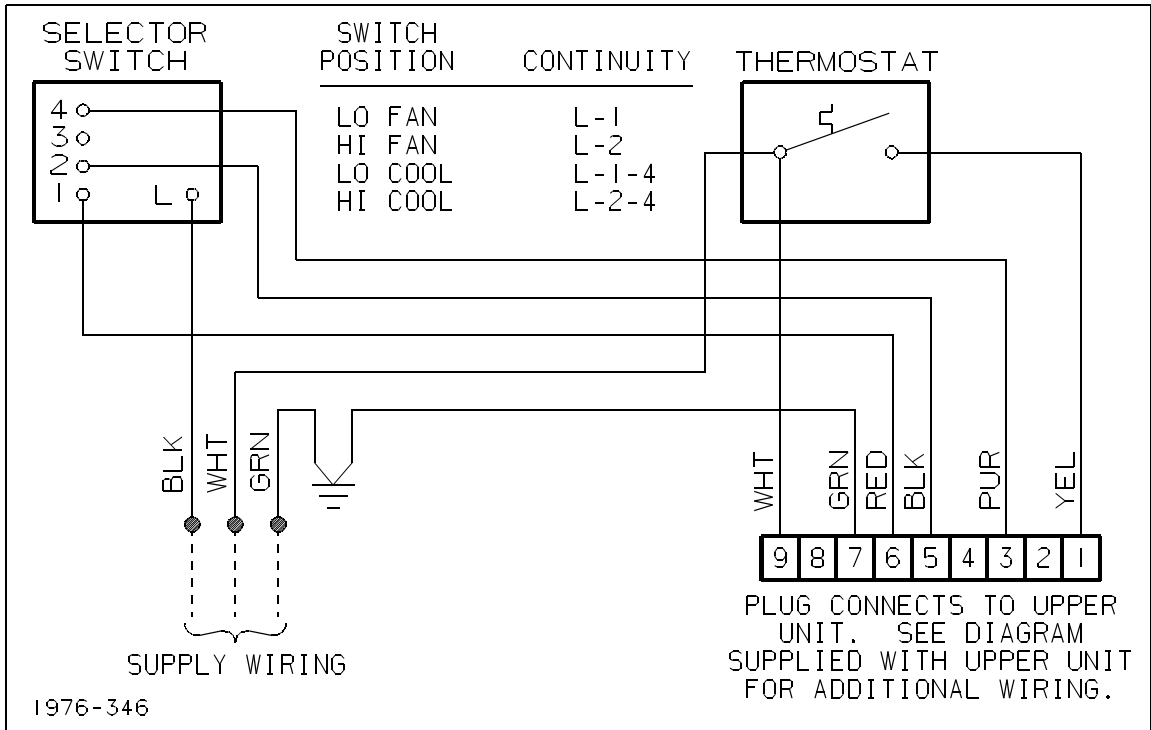 SELECTOR
SWITCH
4
3
2
1 L
SWITCH
POSITION CONTINUITY
LO FAN L-1
HI FAN L-2
LO COOL L-1-4
HI COOL L-2-4
THERMOSTAT
BLK
WHT
GRN
SUPPLY WIRING
WHT
GRN
RED
BLK
PUR
YEL
9 8 7 6 5 4 3 2 1
PLUG CONNECTS TO UPPER
UNIT. SEE DIAGRAM
SUPPLIED WITH UPPER UNIT
FOR ADDITIONAL WIRING.
1976-346